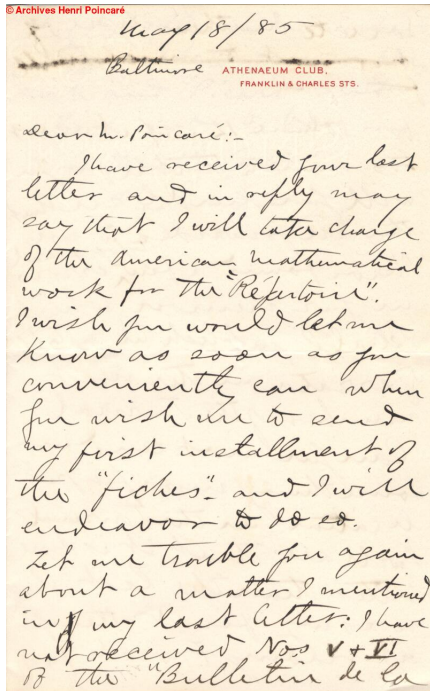 © Archives Henri Poincaré
May 18/85
Baltimore ATHENAEUM CLUB,
FRANKLIN & CHARLES STS.
Dear Mr. Poincaré:-
I have received your last
letter and in reply may
say that I will take charge
of the American mathematical
work for the "Répertoire".
I wish you would let me
know as soon as you
conveniently can when
you wish me to send
my first installment of
the "fiches" and I will
endeavor to do so.
Let me trouble you again
about a matter I mentioned
in my last letter. I have
not received Nos V + VI
of the "Bulletin de la